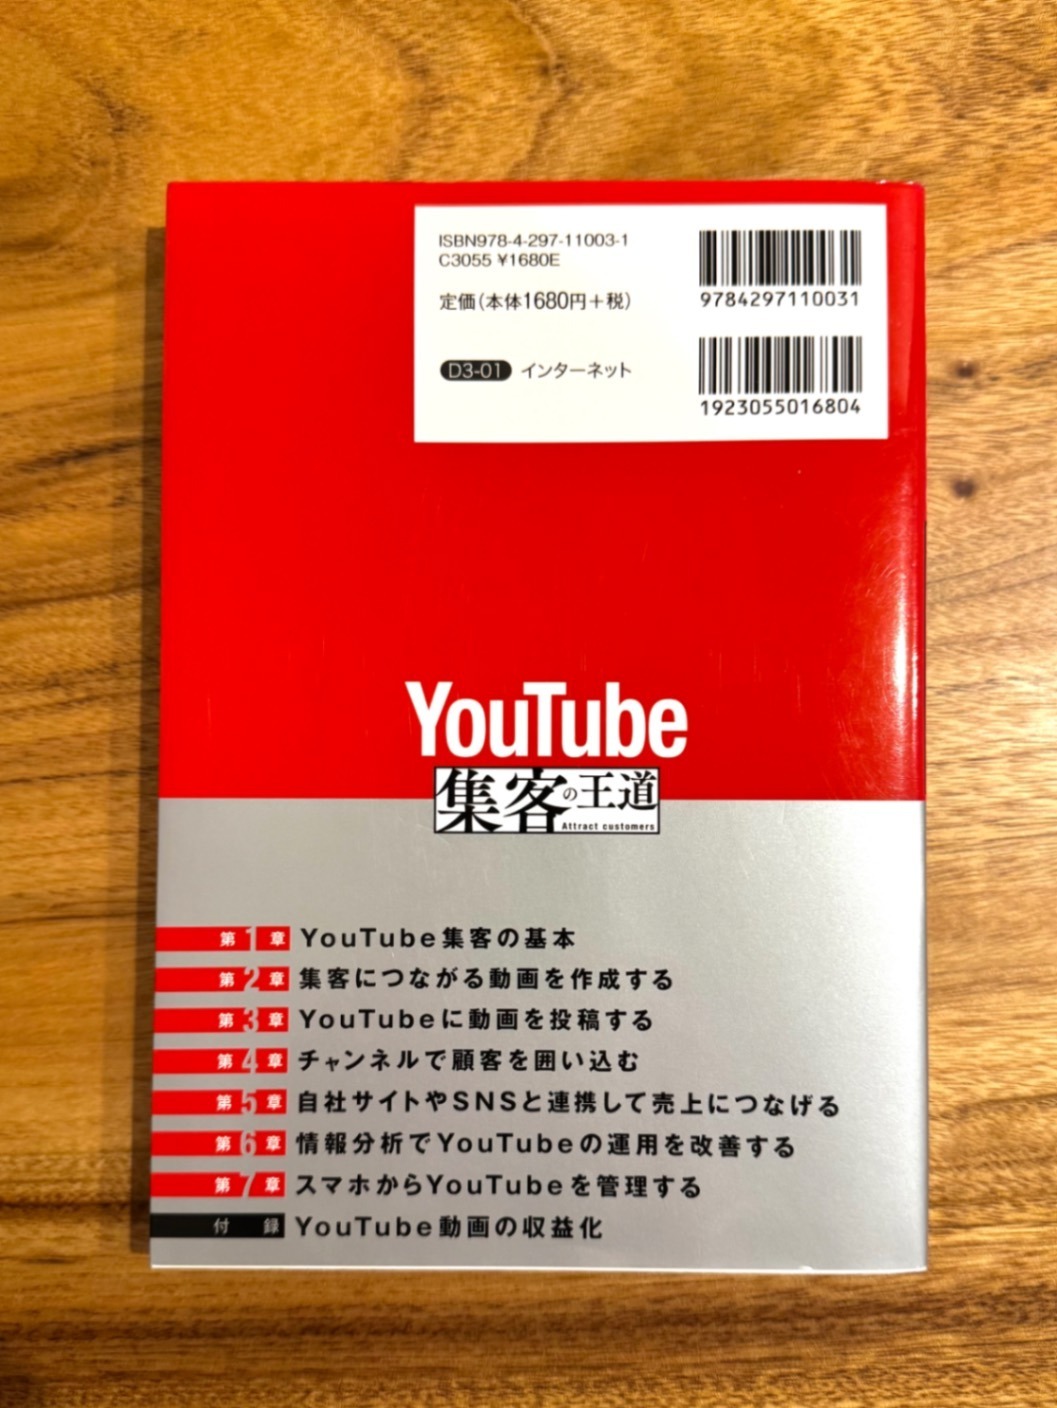 ISBN978-4-297-11003-1
C3055 ¥1680E
定価(本体1680円+税)
D3-01 インターネット
9784297110031
1923055016804
YouTube
集客の王道
Attract customers
第1章 YouTube集客の基本
第2章 集客につながる動画を作成する
第3章 YouTubeに動画を投稿する
第4章 チャンネルで顧客を囲い込む
第5章 自社サイトやSNSと連携して売上につなげる
第6章 情報分析でYouTubeの運用を改善する
第7章 スマホからYouTubeを管理する
付録 YouTube動画の収益化